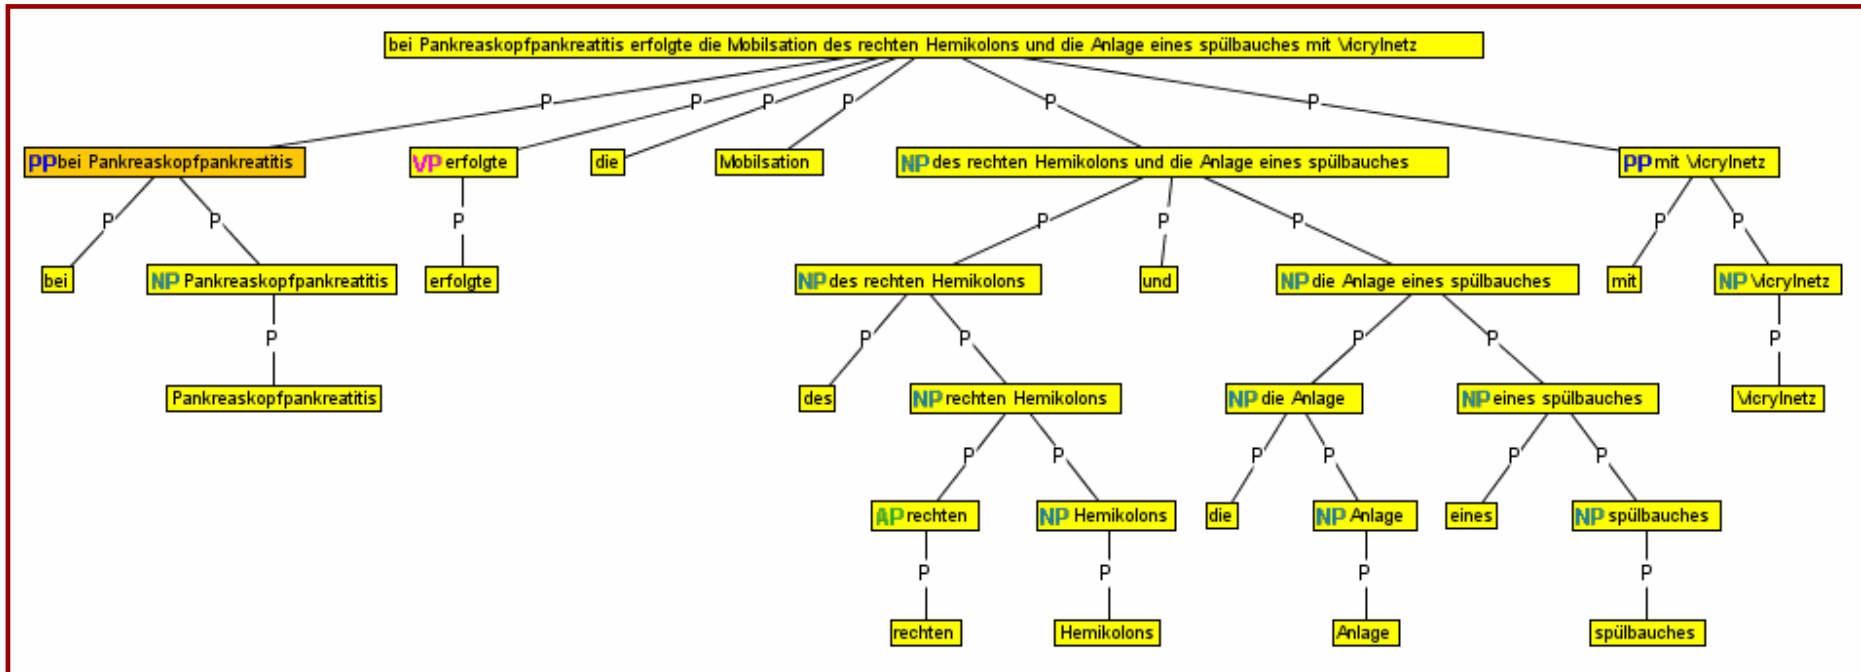 bei Pankreaskopfpankreatitis erfolgte die Mobilsation des rechten Hemikolons und die Anlage eines spülbauches mit Vicrylnetz
P P P P P P
PP bei Pankreaskopfpankreatitis VP erfolgte die Mobilsation NP des rechten Hemikolons und die Anlage eines spülbauches PP mit Vicrylnetz
P P P P P P P P
bei NP Pankreaskopfpankreatitis erfolgte NP des rechten Hemikolons und NP die Anlage eines spülbauches mit NP Vicrylnetz
P P P P P P
Pankreaskopfpankreatitis des NP rechten Hemikolons NP die Anlage NP eines spülbauches Vicrylnetz
P P P P P P
AP rechten NP Hemikolons die NP Anlage eines NP spülbauches
P P P P
rechten Hemikolons Anlage spülbauches